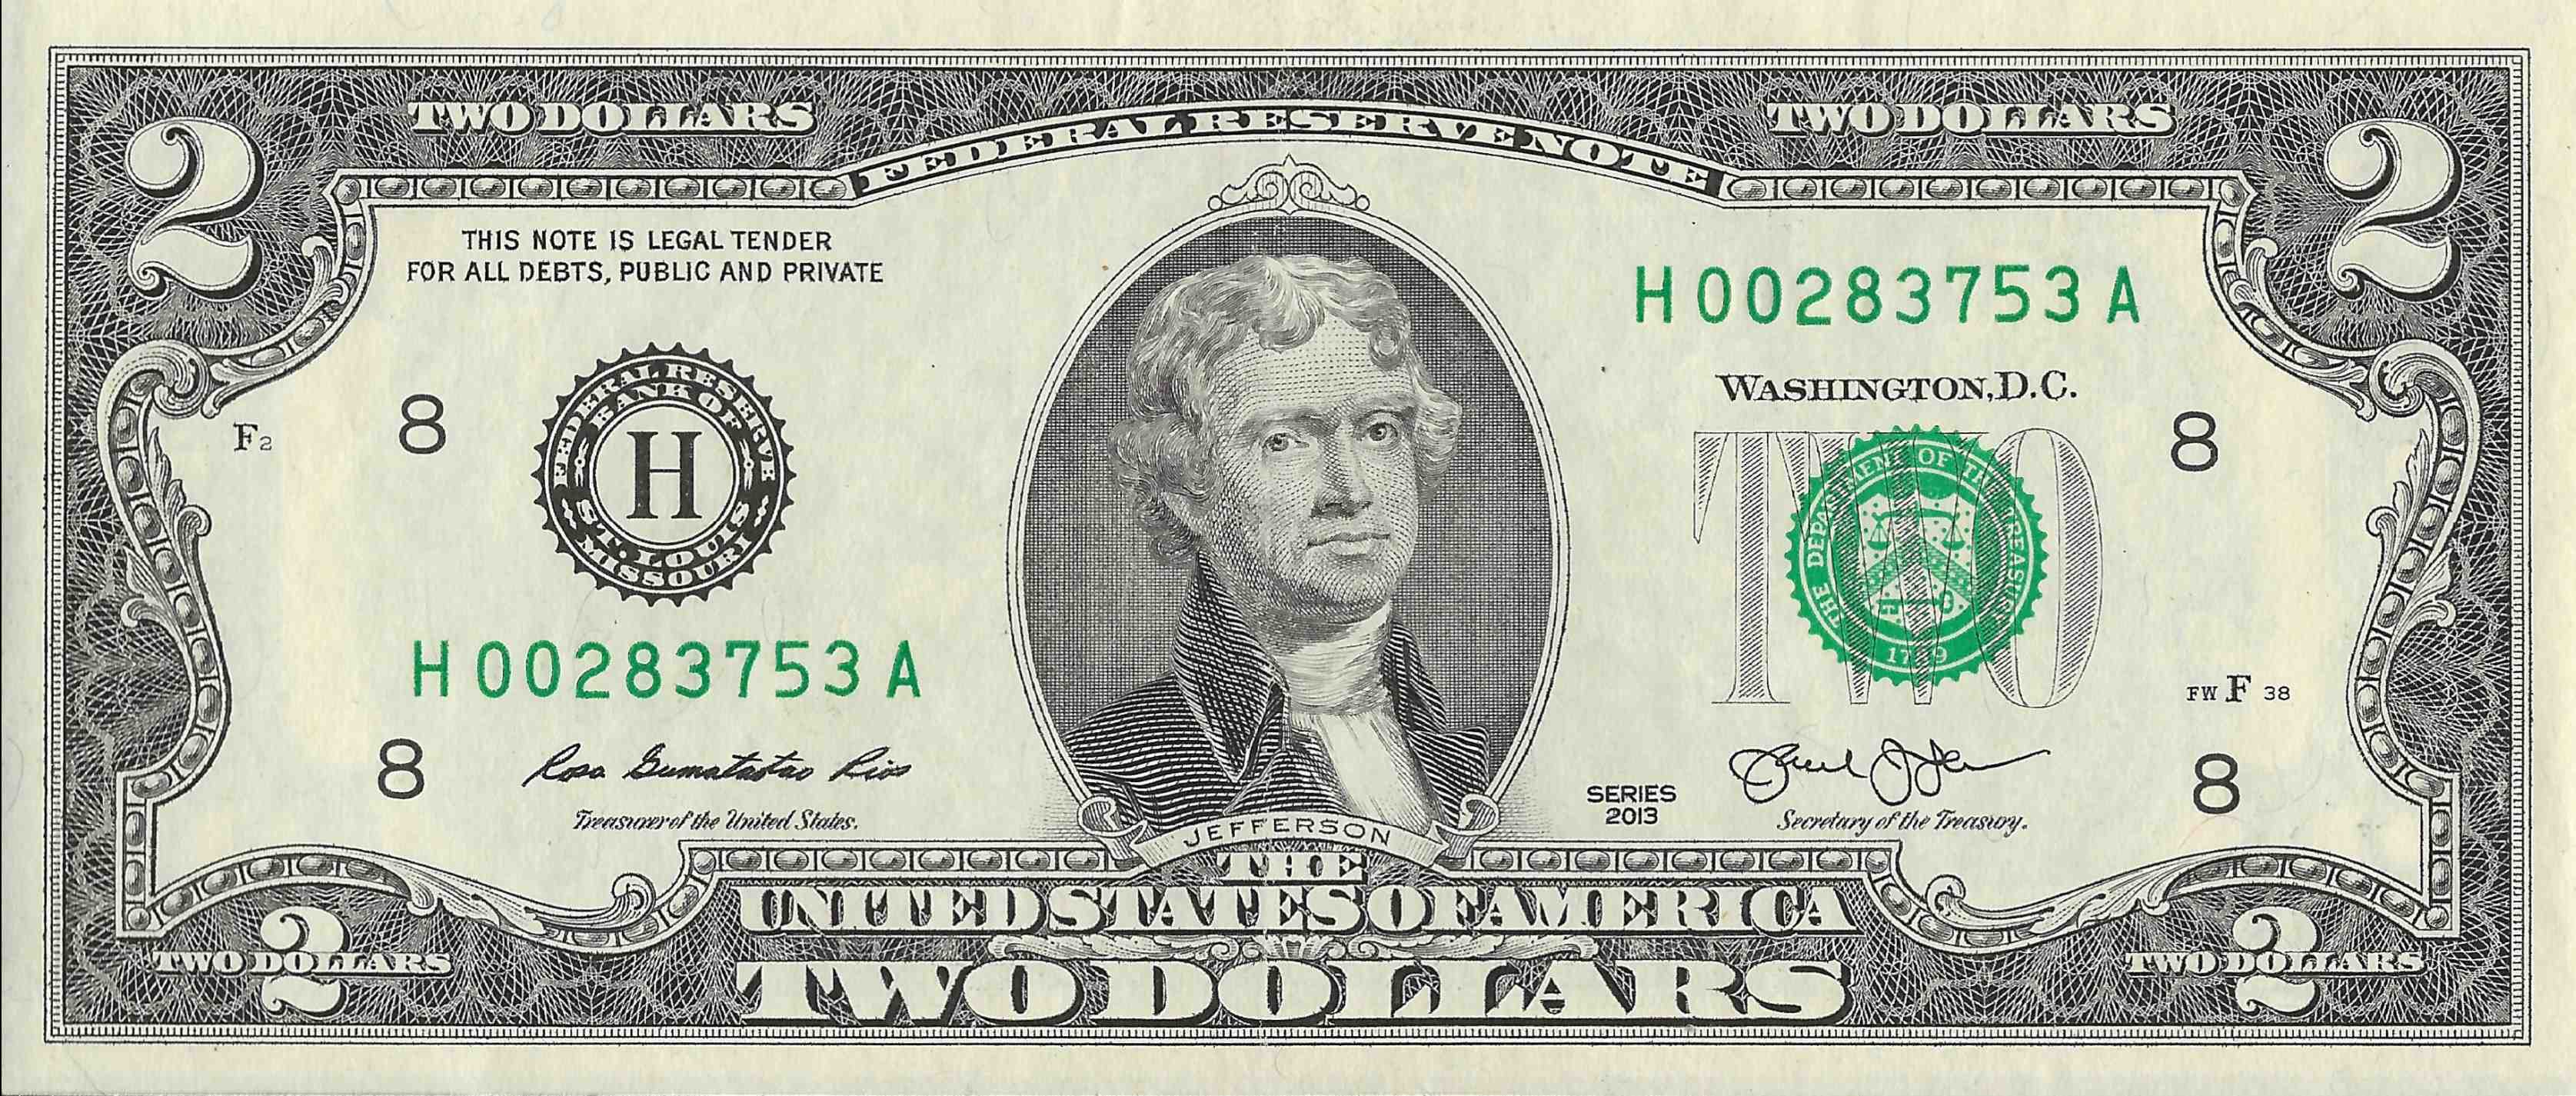 TWO DOLLARS
TWO DOLLARS
2
2
FEDERAL RESERVE NOTE
THIS NOTE IS LEGAL TENDER
FOR ALL DEBTS, PUBLIC AND PRIVATE
H 00283753 A
WASHINGTON, D.C.
F2
8
FEDERAL RESERVE
BANK OF
H
ST. LOUIS
MISSOURI
TWO
THE DEPARTMENT OF THE TREASURY
1789
8
H 00283753 A
FW F 38
8
Rosa Gumataotao Rios
Treasurer of the United States.
SERIES
2013
Secretary of the Treasury.
8
JEFFERSON
THE
UNITED STATES OF AMERICA
TWO DOLLARS
2
TWO DOLLARS
2
TWO DOLLARS